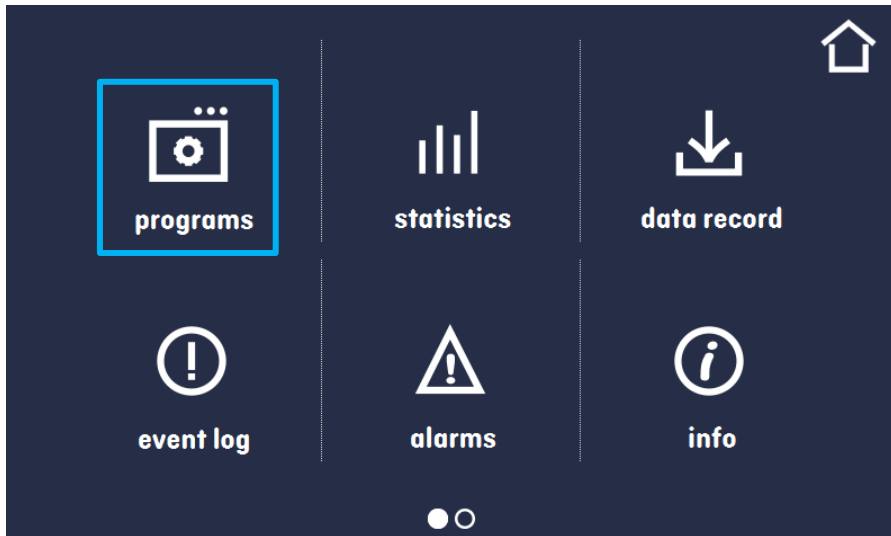 programs
statistics
data record
event log
alarms
info